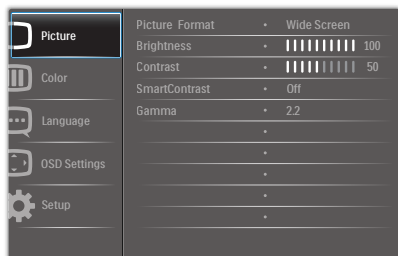 Picture
Color
Language
OSD Settings
Setup
Picture Format • Wide Screen
Brightness • 100
Contrast • 50
SmartContrast • Off
Gamma • 2.2
•
•
•
•
•